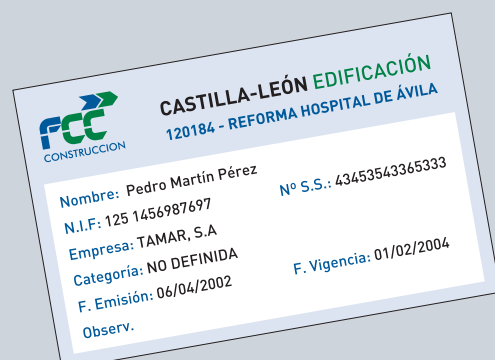 FCC
CONSTRUCCION
CASTILLA-LEÓN EDIFICACIÓN
120184 - REFORMA HOSPITAL DE ÁVILA
Nombre: Pedro Martín Pérez
N.I.F: 125 1456987697 Nº S.S.: 43453543365333
Empresa: TAMAR, S.A
Categoría: NO DEFINIDA
F. Emisión: 06/04/2002 F. Vigencia: 01/02/2004
Observ.